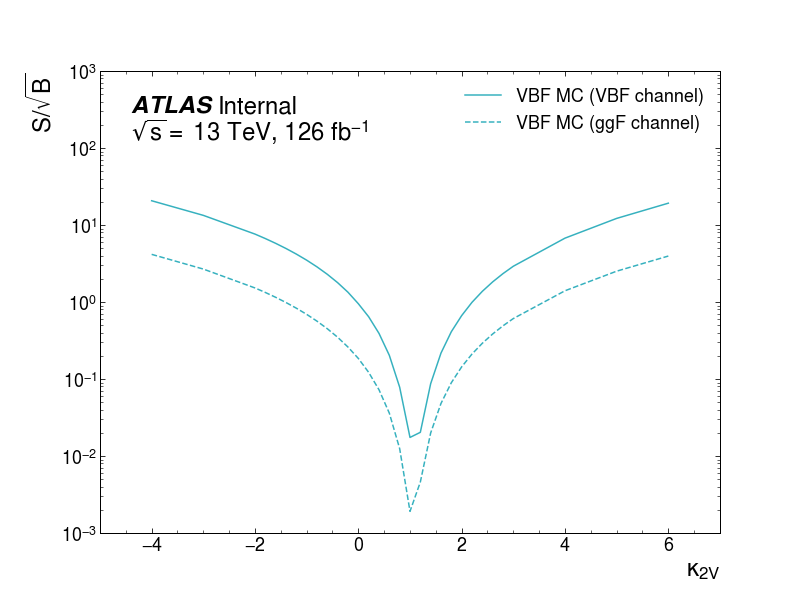 S/√B
ATLAS Internal
√s = 13 TeV, 126 fb⁻¹
VBF MC (VBF channel)
VBF MC (ggF channel)
10³
10²
10¹
10⁰
10⁻¹
10⁻²
10⁻³
−4 −2 0 2 4 6
κ2V